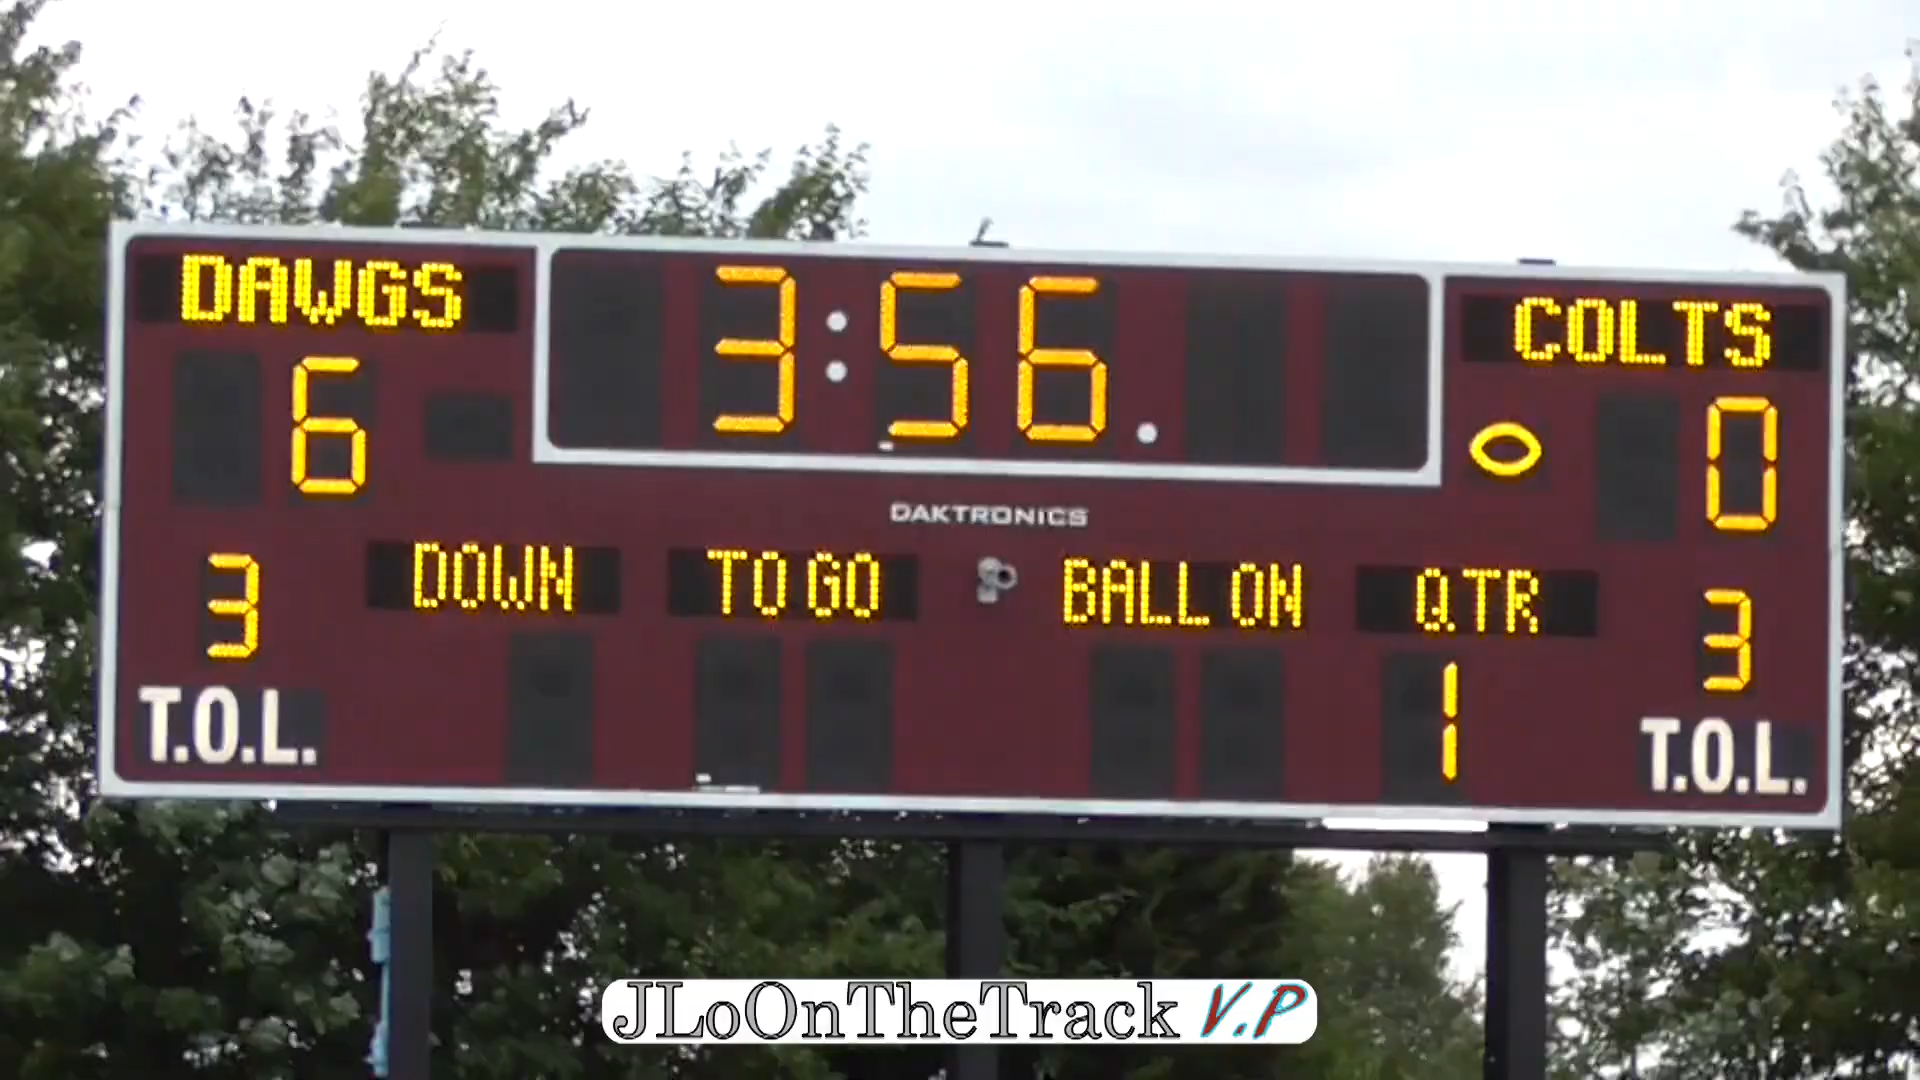 DAWGS
3:56.
COLTS
6
0
DAKTRONICS
DOWN
TO GO
BALL ON
QTR
3
1
3
T.O.L.
T.O.L.
JLoOnTheTrack V.P